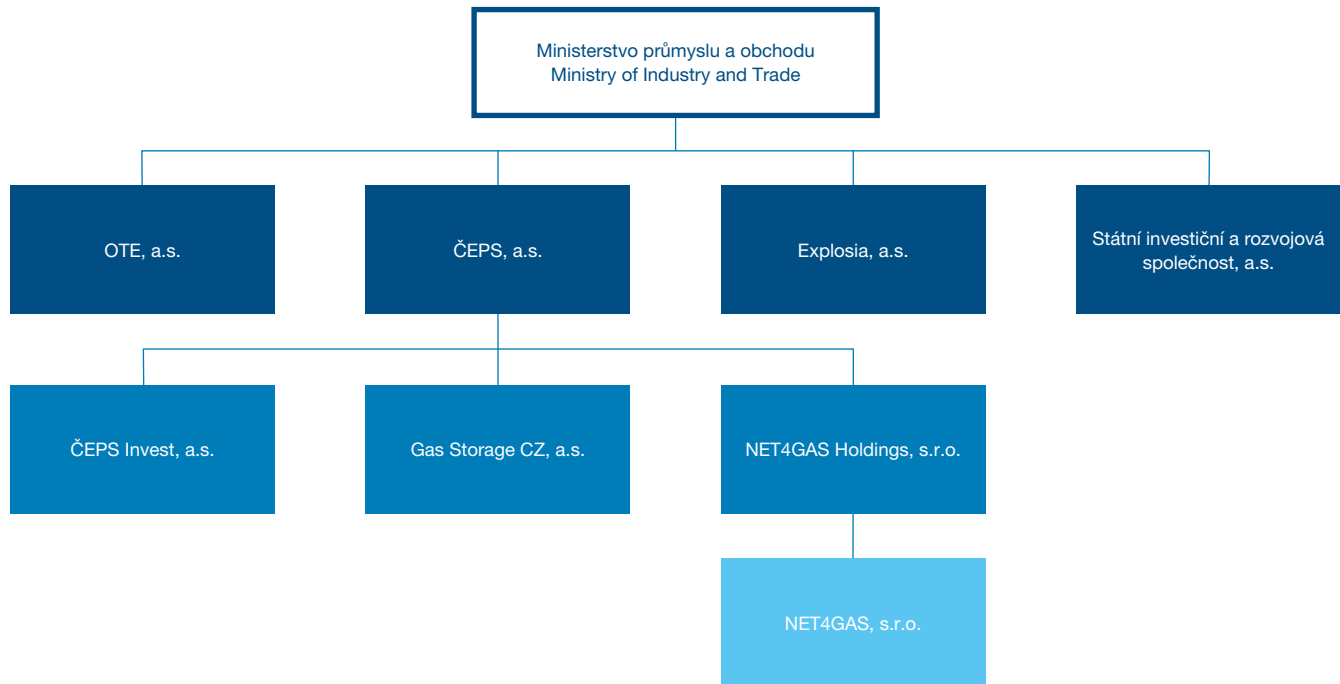 Ministerstvo průmyslu a obchodu
Ministry of Industry and Trade
OTE, a.s.
ČEPS, a.s.
Explosia, a.s.
Státní investiční a rozvojová
společnost, a.s.
ČEPS Invest, a.s.
Gas Storage CZ, a.s.
NET4GAS Holdings, s.r.o.
NET4GAS, s.r.o.